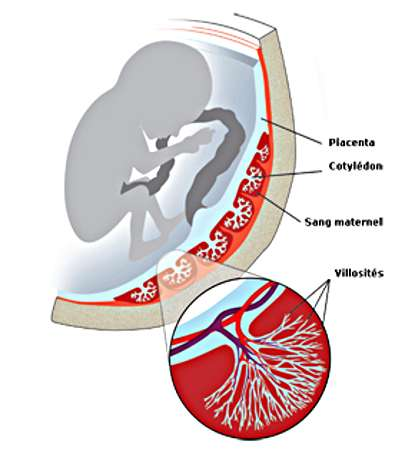 Placenta
Cotylédon
Sang maternel
Villosités